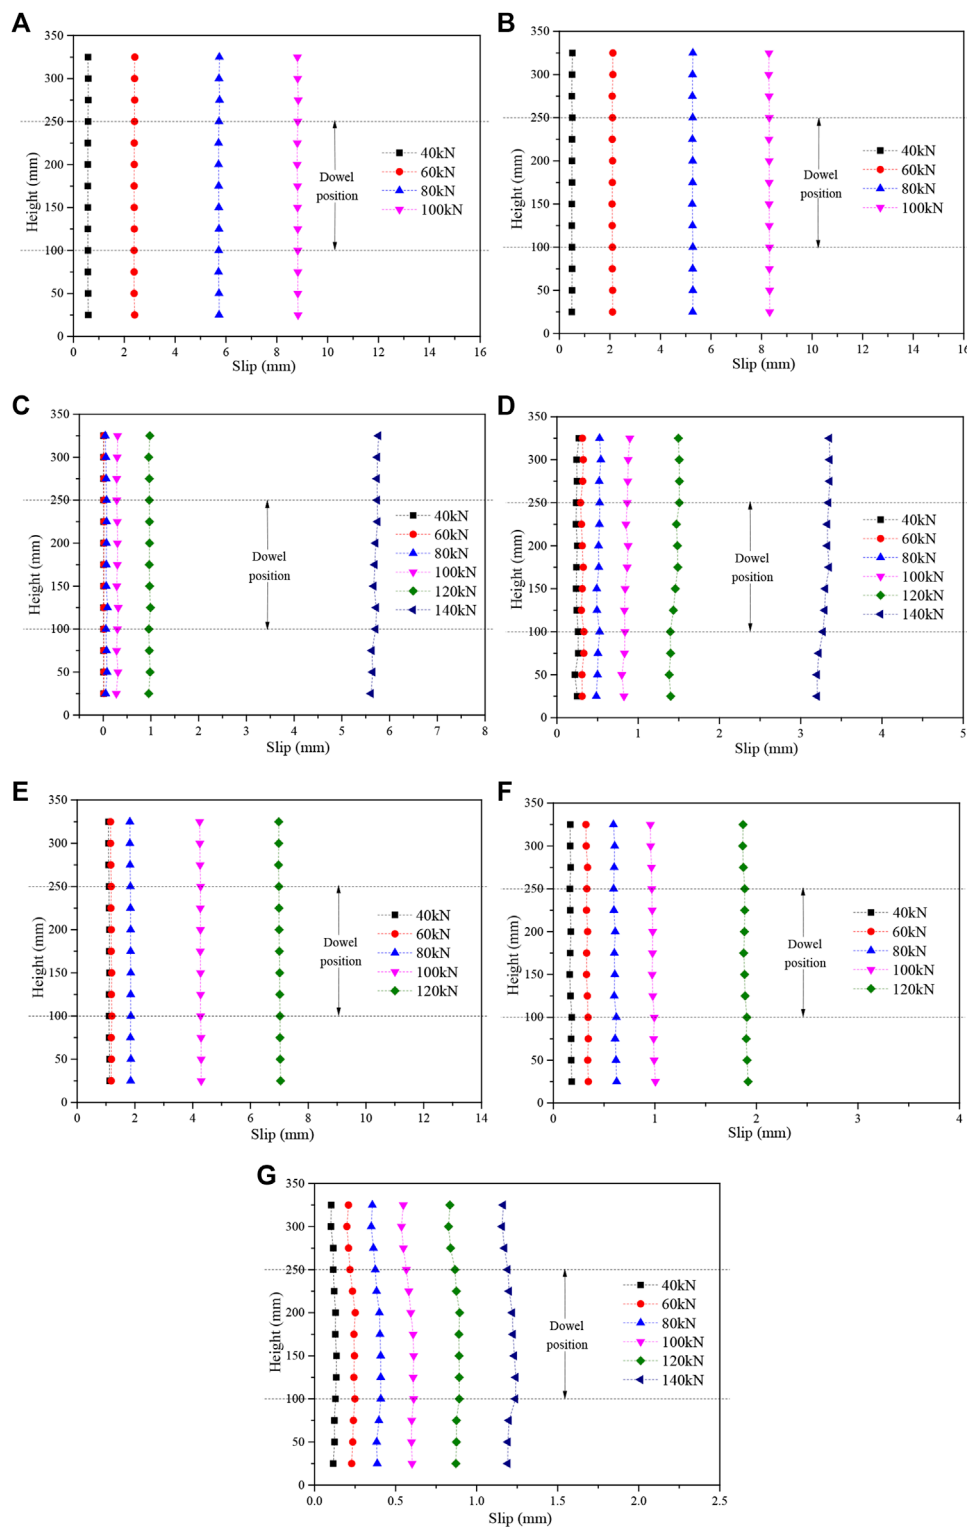 A
350
300
250
200
150
100
50
0
Height (mm)
Dowel
position
40kN
60kN
80kN
100kN
0 2 4 6 8 10 12 14 16
Slip (mm)
B
350
300
250
200
150
100
50
0
Height (mm)
Dowel
position
40kN
60kN
80kN
100kN
0 2 4 6 8 10 12 14 16
Slip (mm)
C
350
300
250
200
150
100
50
0
Height (mm)
Dowel
position
40kN
60kN
80kN
100kN
120kN
140kN
0 1 2 3 4 5 6 7 8
Slip (mm)
D
350
300
250
200
150
100
50
0
Height (mm)
Dowel
position
40kN
60kN
80kN
100kN
120kN
140kN
0 1 2 3 4 5
Slip (mm)
E
350
300
250
200
150
100
50
0
Height (mm)
Dowel
position
40kN
60kN
80kN
100kN
120kN
0 2 4 6 8 10 12 14
Slip (mm)
F
350
300
250
200
150
100
50
0
Height (mm)
Dowel
position
40kN
60kN
80kN
100kN
120kN
0 1 2 3 4
Slip (mm)
G
350
300
250
200
150
100
50
0
Height (mm)
Dowel
position
40kN
60kN
80kN
100kN
120kN
140kN
0.0 0.5 1.0 1.5 2.0 2.5
Slip (mm)